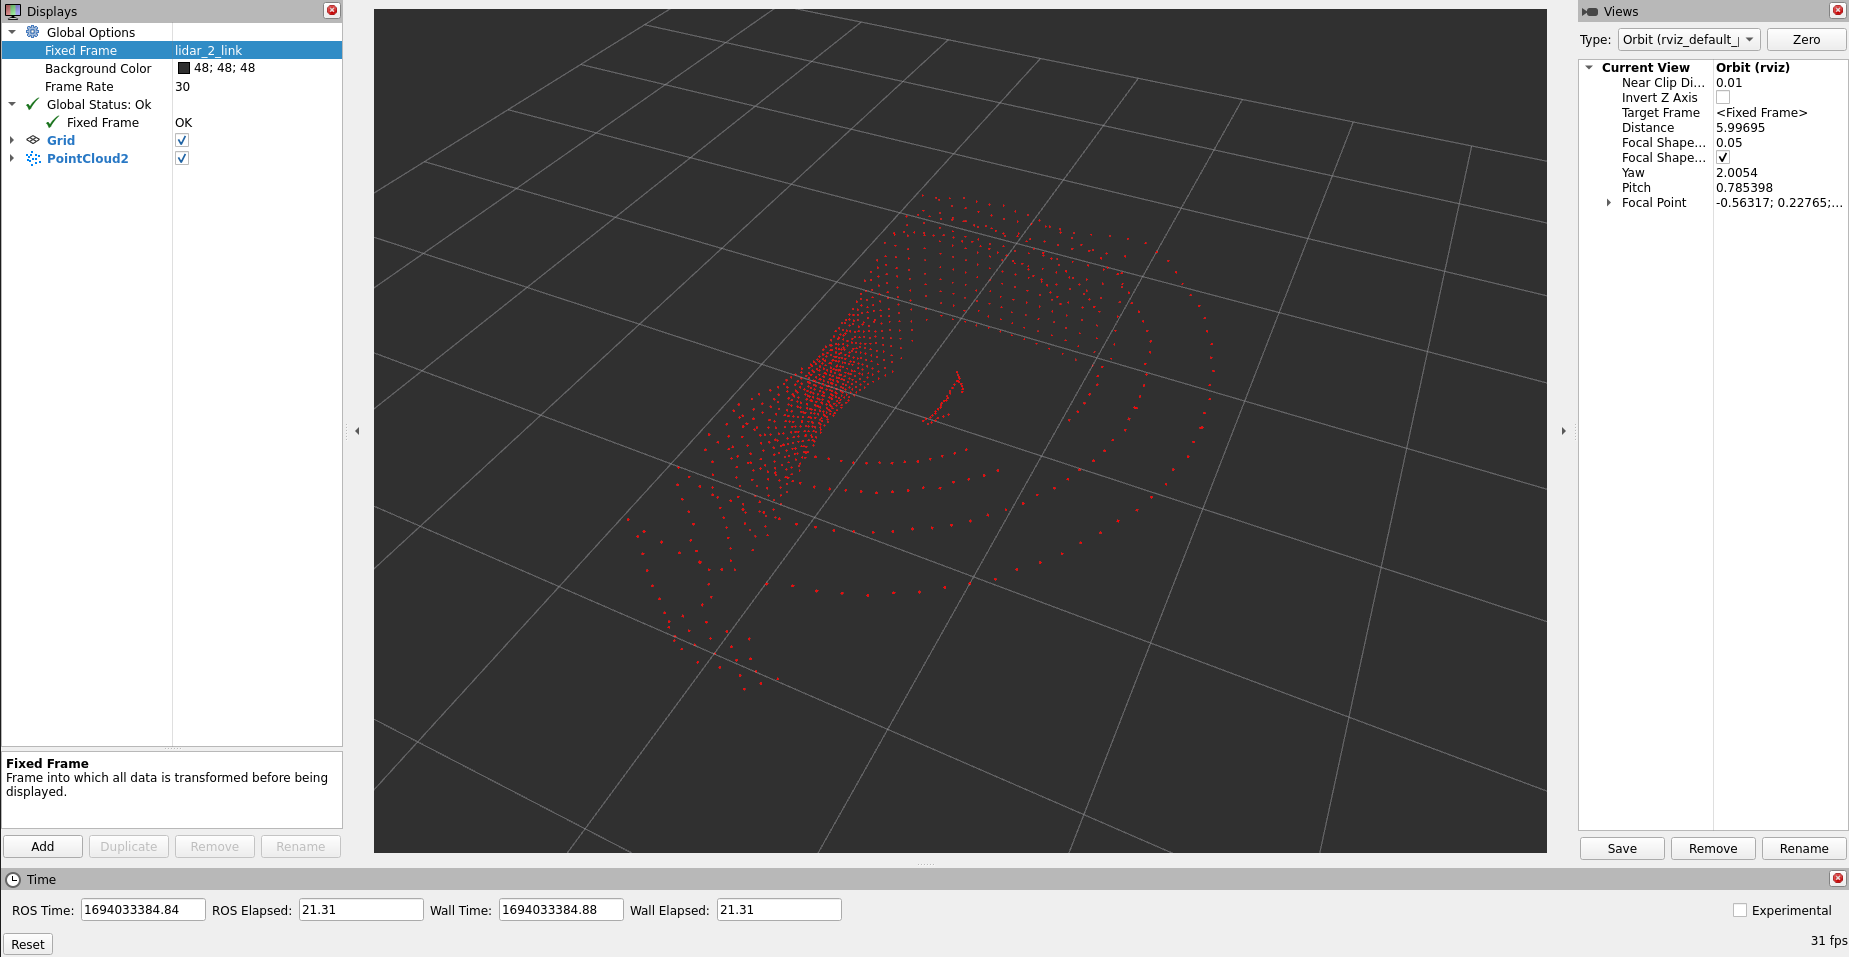 Displays
Global Options
Fixed Frame lidar_2_link
Background Color 48; 48; 48
Frame Rate 30
Global Status: Ok
Fixed Frame OK
Grid
PointCloud2
Fixed Frame
Frame into which all data is transformed before being
displayed.
Add Duplicate Remove Rename
Views
Type: Orbit (rviz_default_ Zero
Current View Orbit (rviz)
Near Clip Di... 0.01
Invert Z Axis
Target Frame <Fixed Frame>
Distance 5.99695
Focal Shape... 0.05
Focal Shape...
Yaw 2.0054
Pitch 0.785398
Focal Point -0.56317; 0.22765;...
Save Remove Rename
Time
ROS Time: 1694033384.84 ROS Elapsed: 21.31 Wall Time: 1694033384.88 Wall Elapsed: 21.31 Experimental
Reset 31 fps